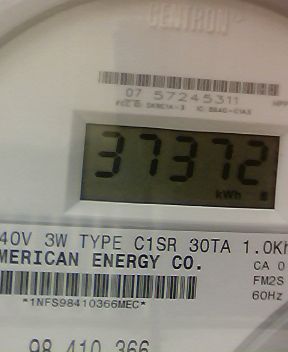 CENTRON
07 57245311
37372
kWh
40V 3W TYPE C1SR 30TA 1.0Kh
MERICAN ENERGY CO.
CA 0
FM2S
60Hz
*1NFS98410366MEC*
98 410 366